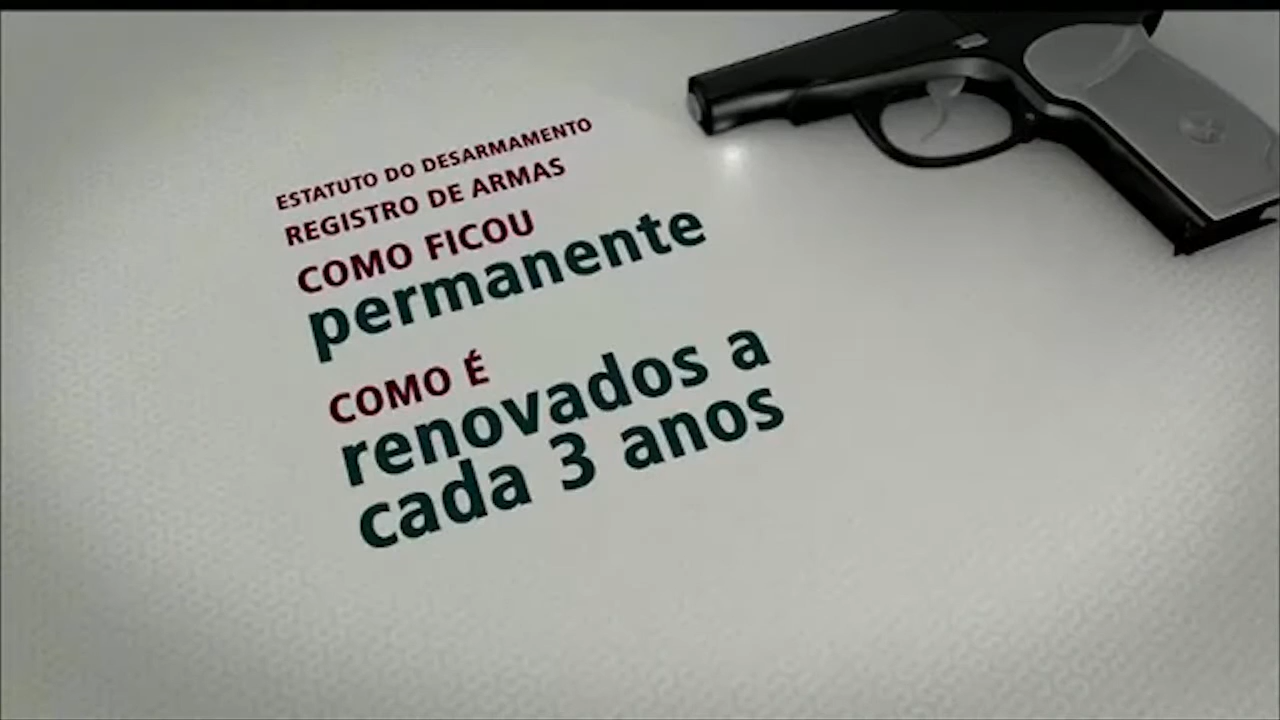 ESTATUTO DO DESARMAMENTO
REGISTRO DE ARMAS
COMO FICOU
permanente
COMO É
renovados a
cada 3 anos